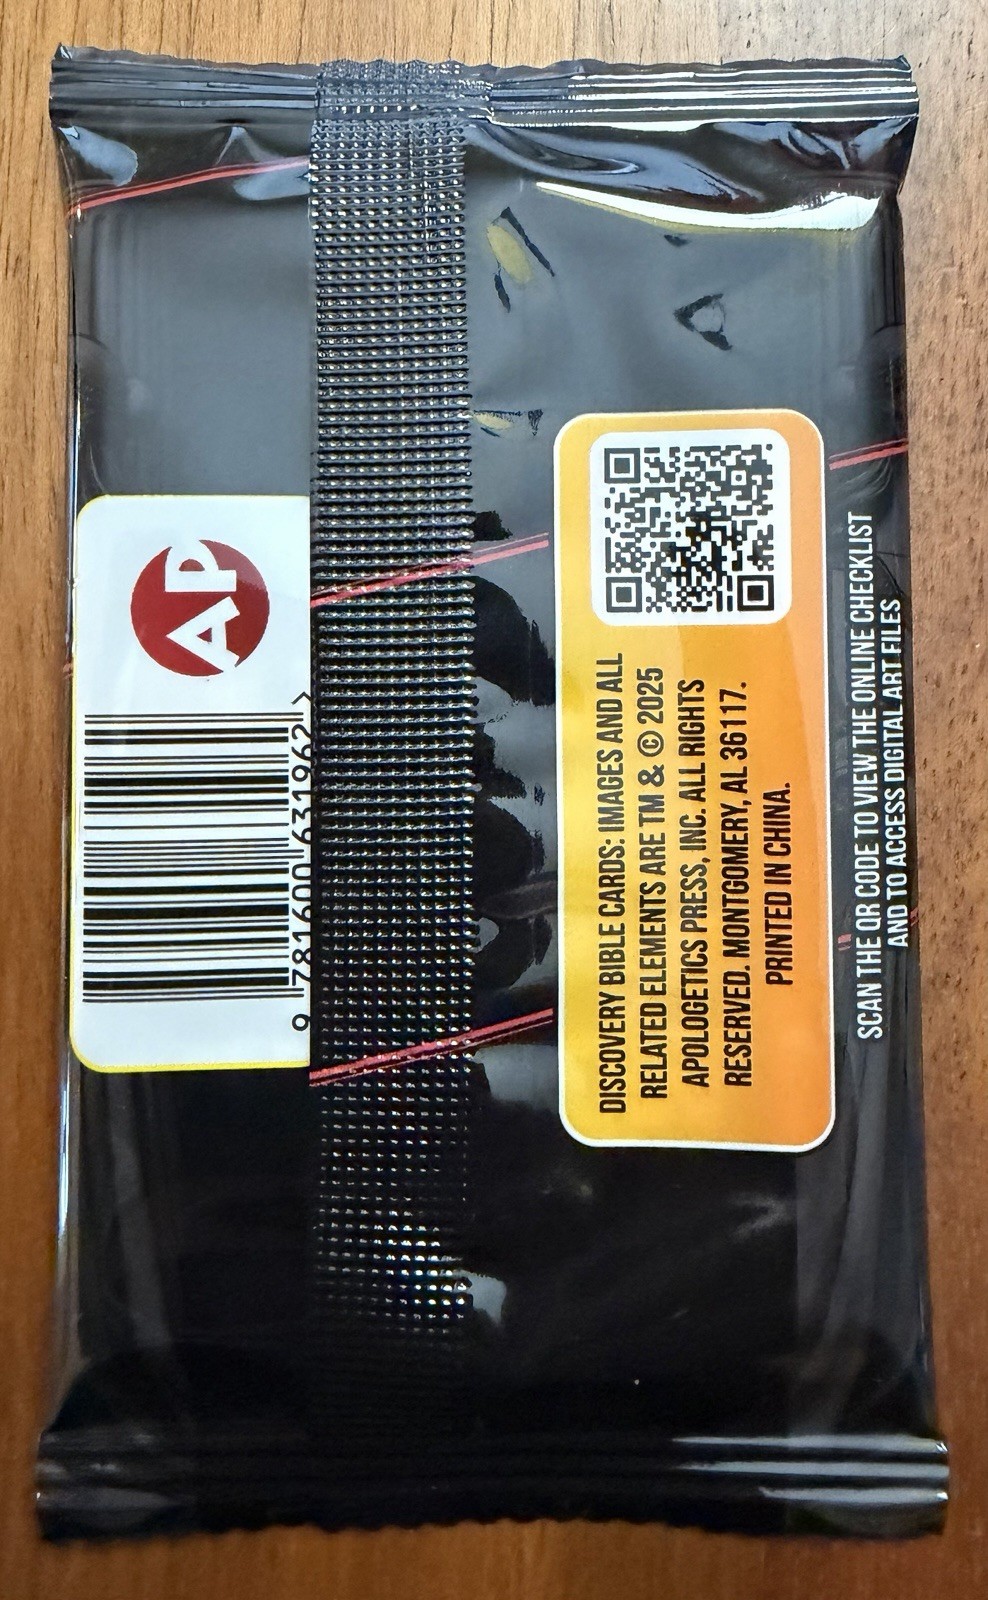 AP
9 781600 631962 >
DISCOVERY BIBLE CARDS: IMAGES AND ALL
RELATED ELEMENTS ARE TM & © 2025
APOLOGETICS PRESS, INC. ALL RIGHTS
RESERVED. MONTGOMERY, AL 36117.
PRINTED IN CHINA.
SCAN THE QR CODE TO VIEW THE ONLINE CHECKLIST
AND TO ACCESS DIGITAL ART FILES